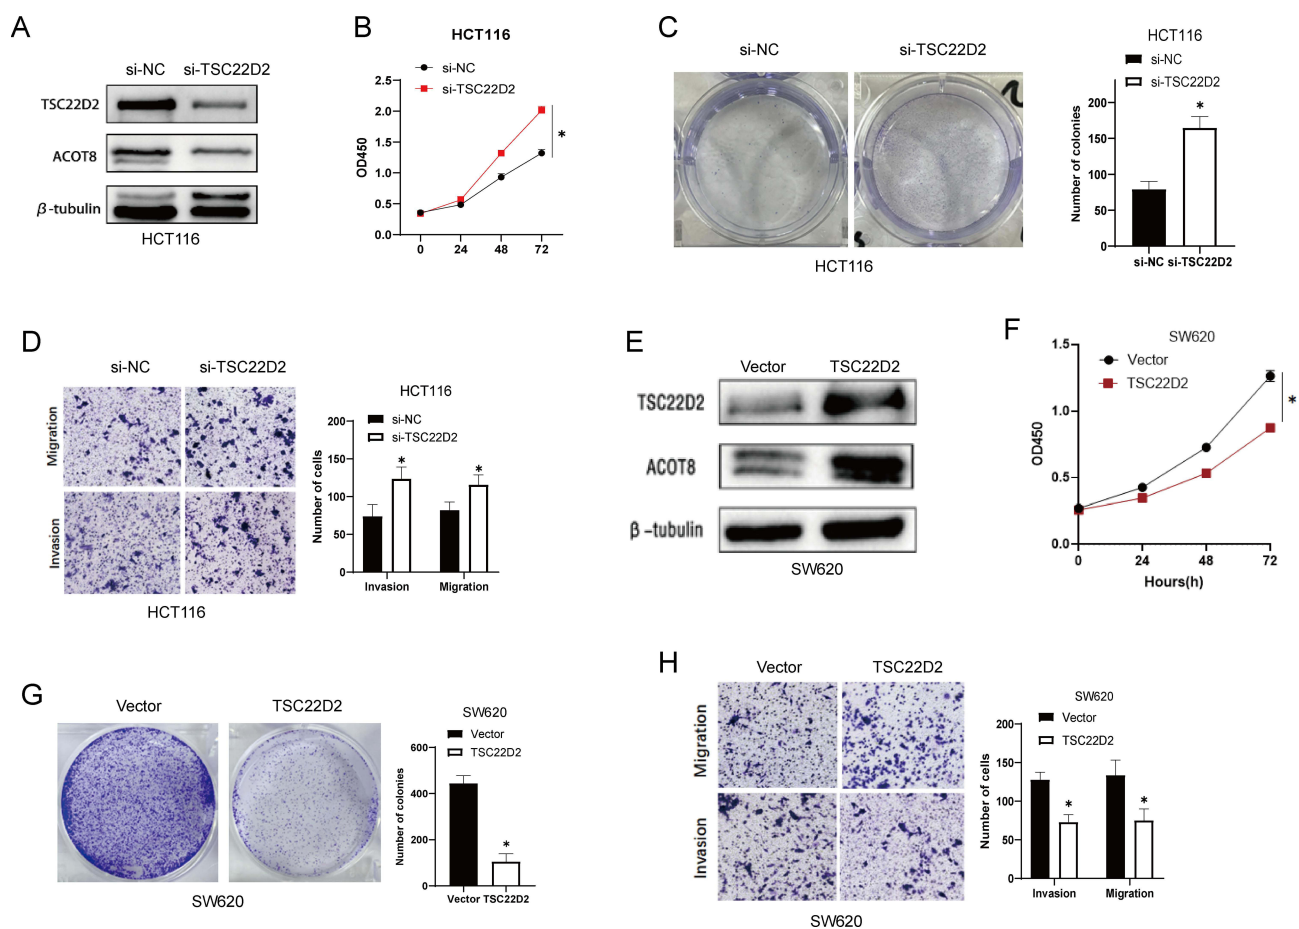 A
si-NC si-TSC22D2
TSC22D2
ACOT8
β-tubulin
HCT116
B
HCT116
si-NC
si-TSC22D2
OD450
2.5
2.0
1.5
1.0
0.5
0.0
0 24 48 72
*
C
si-NC si-TSC22D2
HCT116
HCT116
si-NC
si-TSC22D2
Number of colonies
200
150
100
50
0
*
si-NC si-TSC22D2
D
si-NC si-TSC22D2
Migration
Invasion
HCT116
HCT116
si-NC
si-TSC22D2
Number of cells
200
150
100
50
0
* *
Invasion Migration
E
Vector TSC22D2
TSC22D2
ACOT8
β-tubulin
SW620
F
SW620
Vector
TSC22D2
OD450
1.5
1.0
0.5
0.0
0 24 48 72
Hours(h)
*
G
Vector TSC22D2
SW620
SW620
Vector
TSC22D2
Number of colonies
600
400
200
0
*
Vector TSC22D2
H
Vector TSC22D2
Migration
Invasion
SW620
SW620
Vector
TSC22D2
Number of cells
200
150
100
50
0
* *
Invasion Migration